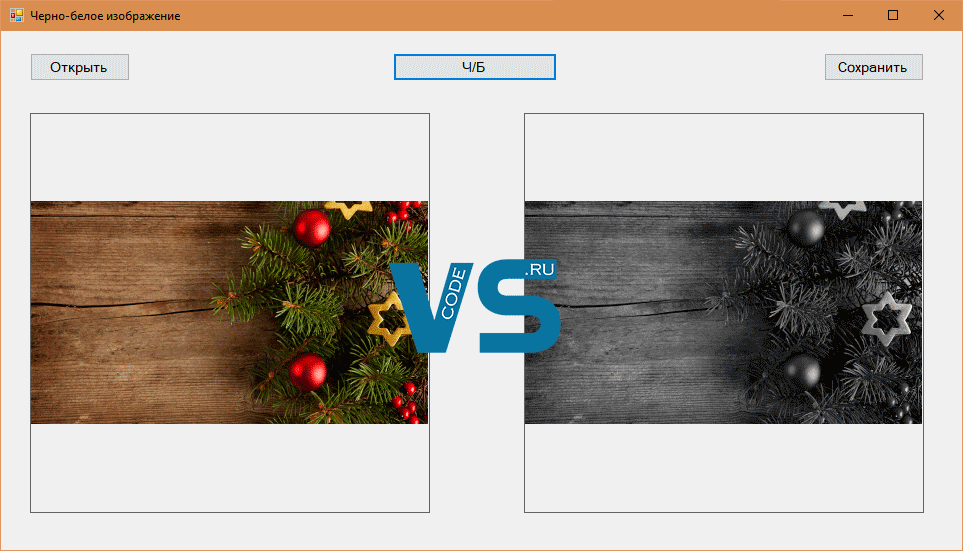 Черно-белое изображение
Открыть
Ч/Б
Сохранить
VS
CODE
.RU